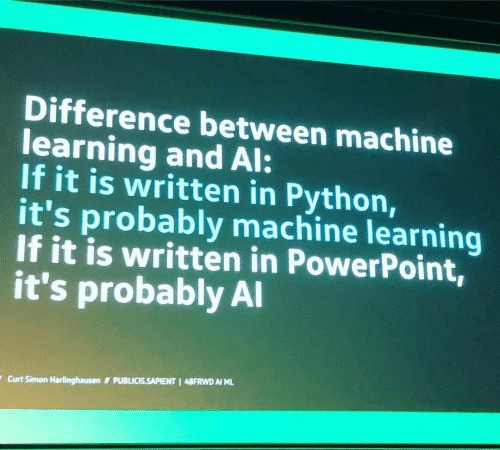 Difference between machine
learning and AI:
If it is written in Python,
it's probably machine learning
If it is written in PowerPoint,
it's probably AI
Curt Simon Harlinghausen // PUBLICIS.SAPIENT | 48FRWD AI ML